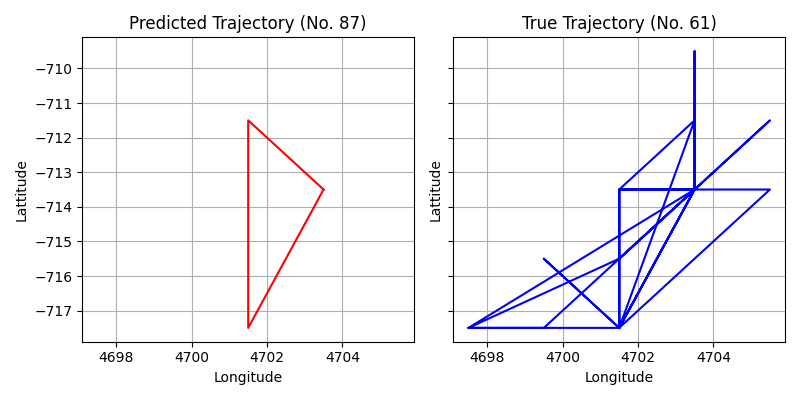 Predicted Trajectory (No. 87)
True Trajectory (No. 61)
−710
−711
−712
−713
−714
−715
−716
−717
Lattitude
4698
4700
4702
4704
Longitude
Lattitude
4698
4700
4702
4704
Longitude